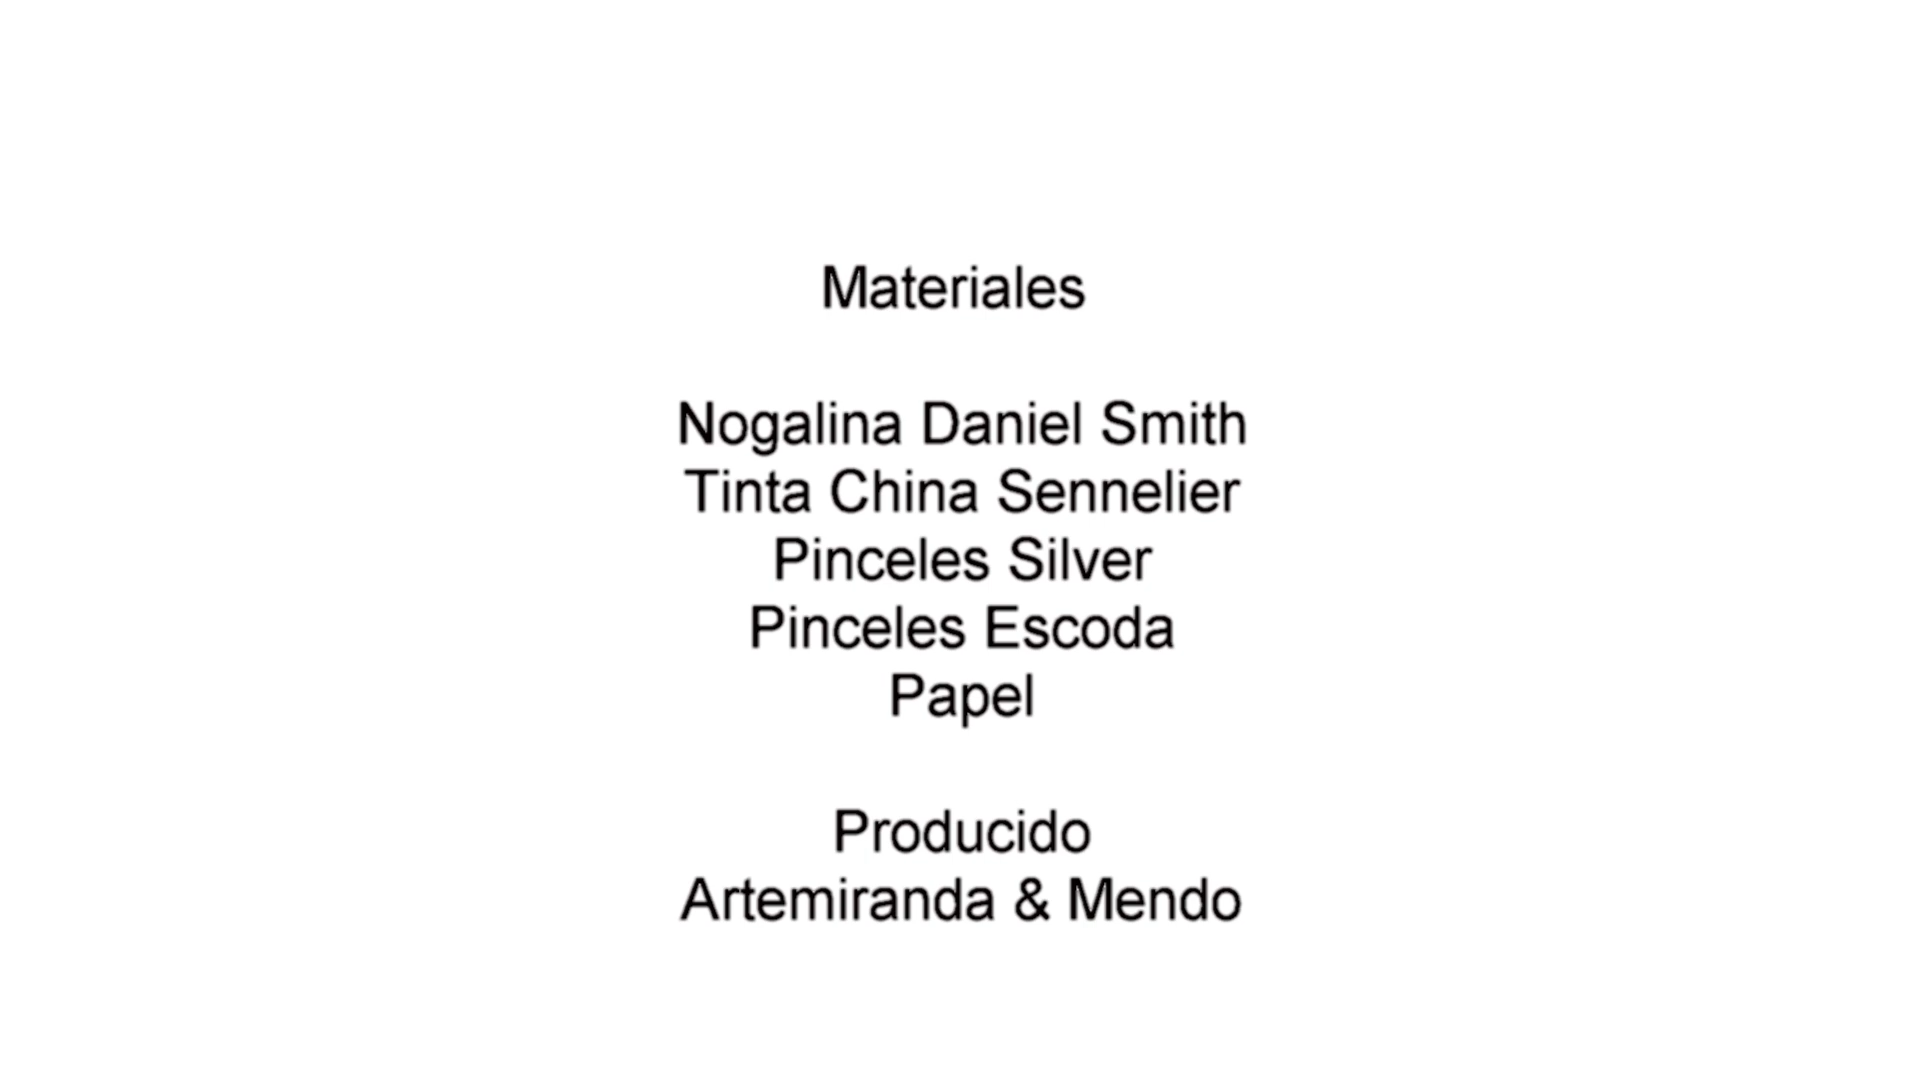 Materiales
Nogalina Daniel Smith
Tinta China Sennelier
Pinceles Silver
Pinceles Escoda
Papel
Producido
Artemiranda & Mendo